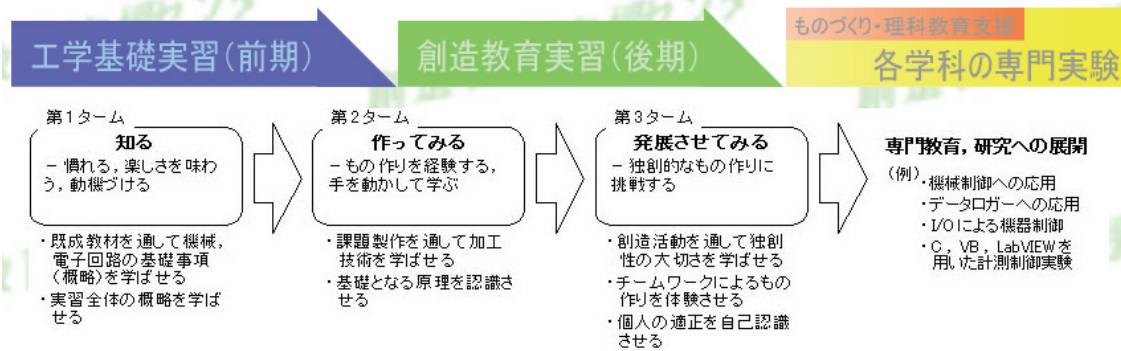 工学基礎実習(前期)
創造教育実習(後期)
ものづくり・理科教育支援
各学科の専門実験
第1ターム
知る
－慣れる，楽しさを味わ
う，動機づける
・既成教材を通して機械，
電子回路の基礎事項
(概略)を学ばせる
・実習全体の概略を学ば
せる
第2ターム
作ってみる
－もの作りを経験する，
手を動かして学ぶ
・課題製作を通して加工
技術を学ばせる
・基礎となる原理を認識さ
せる
第3ターム
発展させてみる
－独創的なもの作りに
挑戦する
・創造活動を通して独創
性の大切さを学ばせる
・チームワークによるもの
作りを体験させる
・個人の適正を自己認識
させる
専門教育，研究への展開
(例)・機械制御への応用
・データロガーへの応用
・I/Oによる機器制御
・C，VB，LabVIEWを
用いた計測制御実験